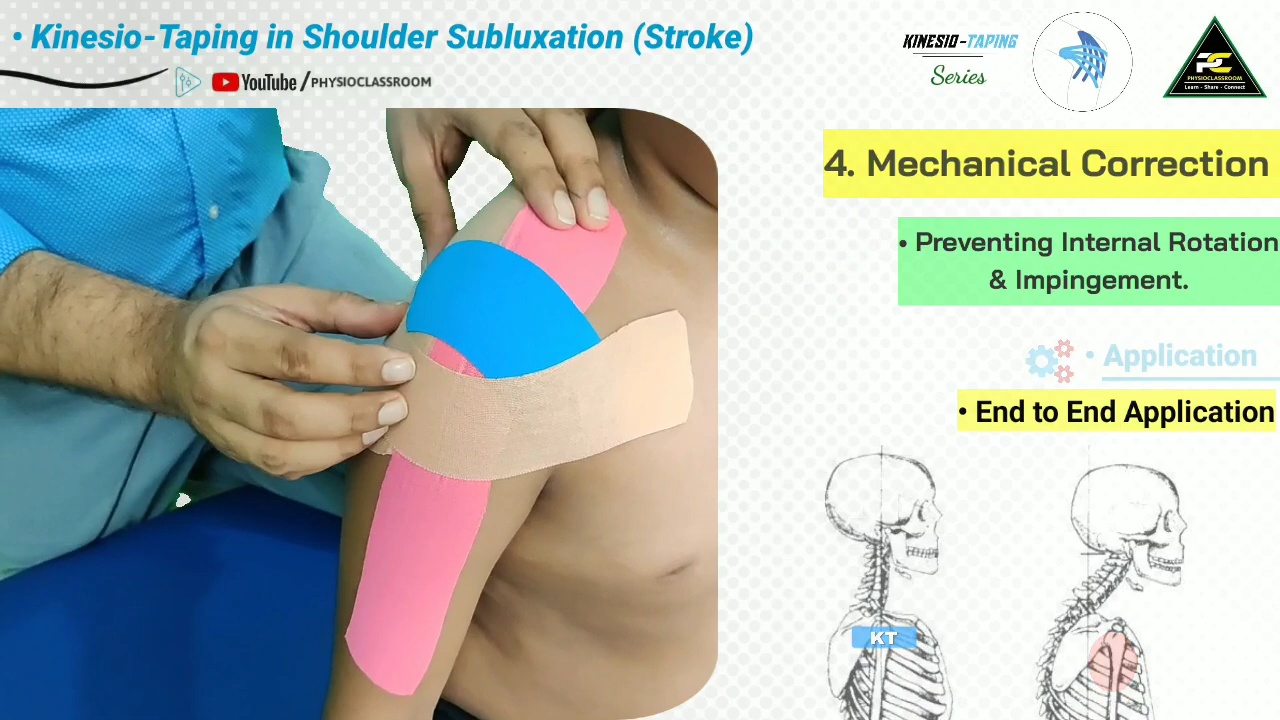 • Kinesio-Taping in Shoulder Subluxation (Stroke)
YouTube / PHYSIOCLASSROOM
KINESIO-TAPING
Series
PC
PHYSIOCLASSROOM
Learn - Share - Connect
4. Mechanical Correction
• Preventing Internal Rotation
& Impingement.
• Application
• End to End Application
KT